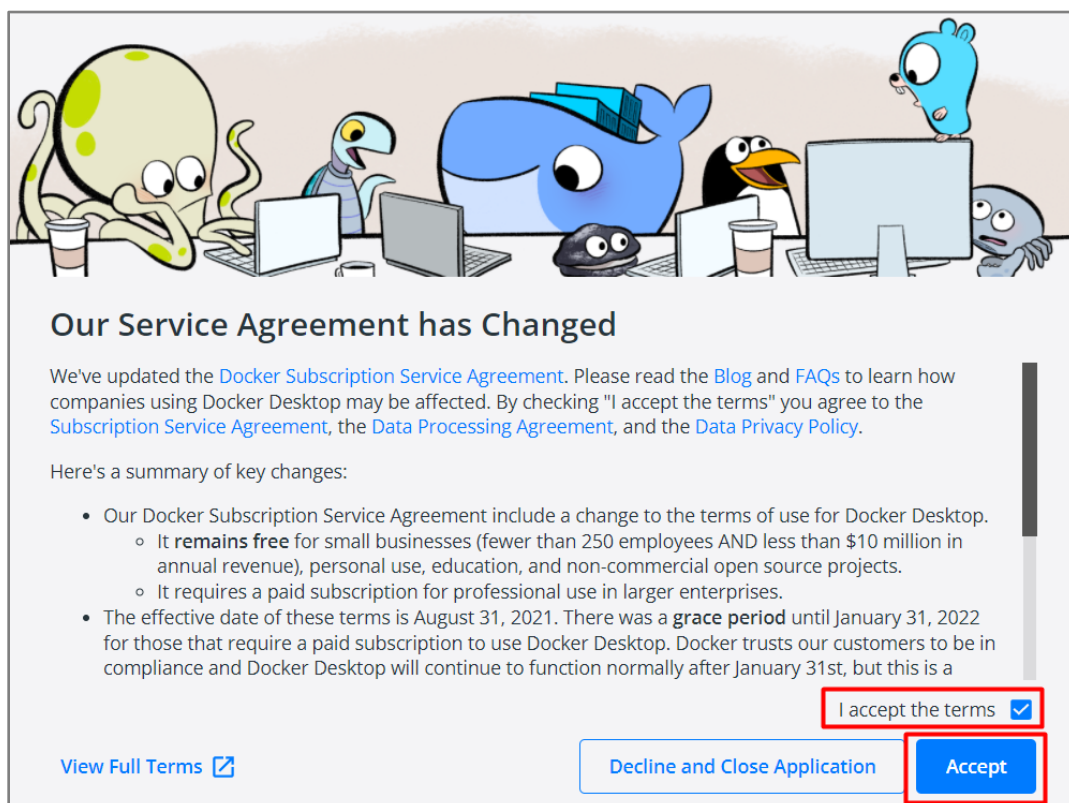 Our Service Agreement has Changed
We've updated the Docker Subscription Service Agreement. Please read the Blog and FAQs to learn how
companies using Docker Desktop may be affected. By checking "I accept the terms" you agree to the
Subscription Service Agreement, the Data Processing Agreement, and the Data Privacy Policy.
Here's a summary of key changes:
• Our Docker Subscription Service Agreement include a change to the terms of use for Docker Desktop.
◦ It remains free for small businesses (fewer than 250 employees AND less than $10 million in
annual revenue), personal use, education, and non-commercial open source projects.
◦ It requires a paid subscription for professional use in larger enterprises.
• The effective date of these terms is August 31, 2021. There was a grace period until January 31, 2022
for those that require a paid subscription to use Docker Desktop. Docker trusts our customers to be in
compliance and Docker Desktop will continue to function normally after January 31st, but this is a
I accept the terms
View Full Terms
Decline and Close Application
Accept